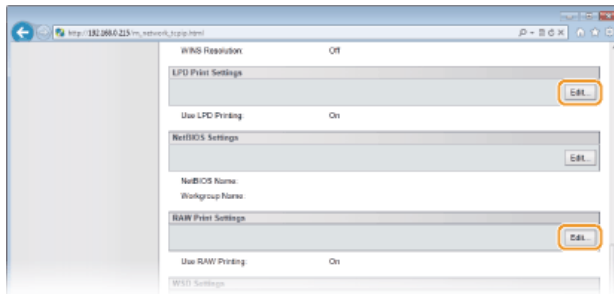 http://192.168.0.215/m_network_tcpip.html
WINS Resolution: Off
LPD Print Settings
Edit...
Use LPD Printing: On
NetBIOS Settings
Edit...
NetBIOS Name:
Workgroup Name:
RAW Print Settings
Edit...
Use RAW Printing: On
WSD Settings